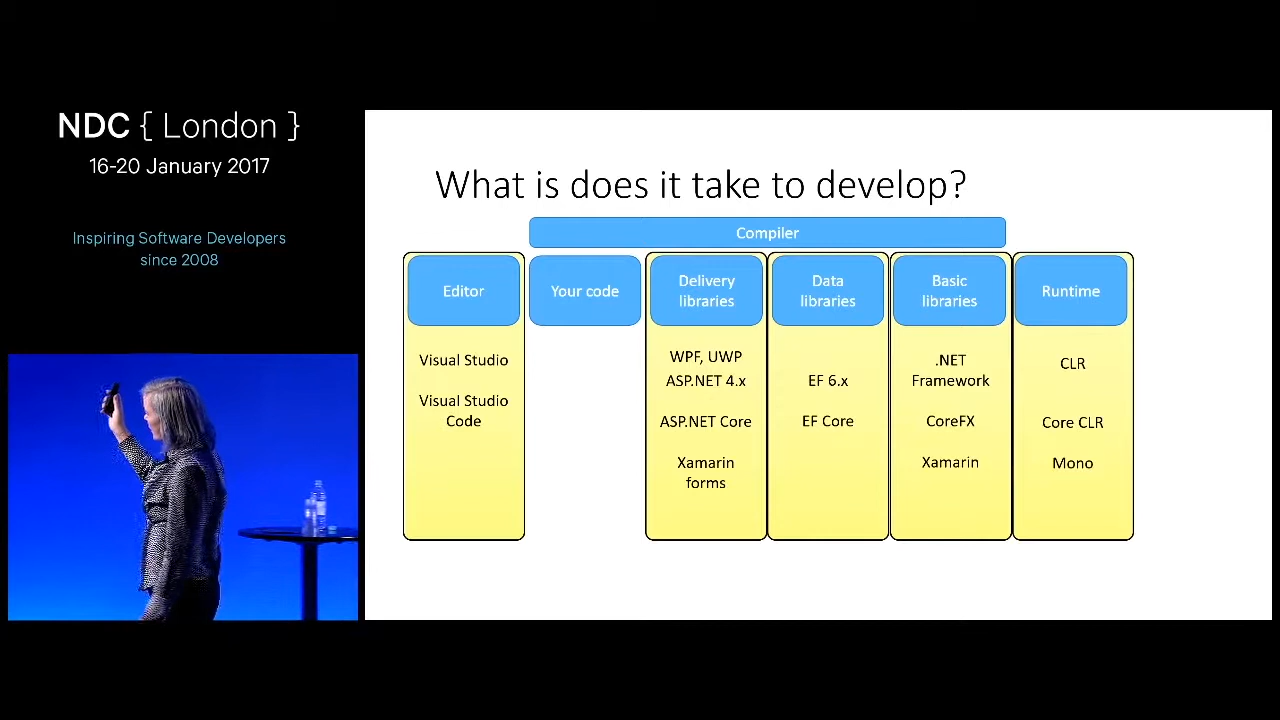 NDC { London }
16-20 January 2017
Inspiring Software Developers
since 2008
What is does it take to develop?
Compiler
Editor
Your code
Delivery
libraries
Data
libraries
Basic
libraries
Runtime
Visual Studio
Visual Studio
Code
WPF, UWP
ASP.NET 4.x
ASP.NET Core
Xamarin
forms
EF 6.x
EF Core
.NET
Framework
CoreFX
Xamarin
CLR
Core CLR
Mono